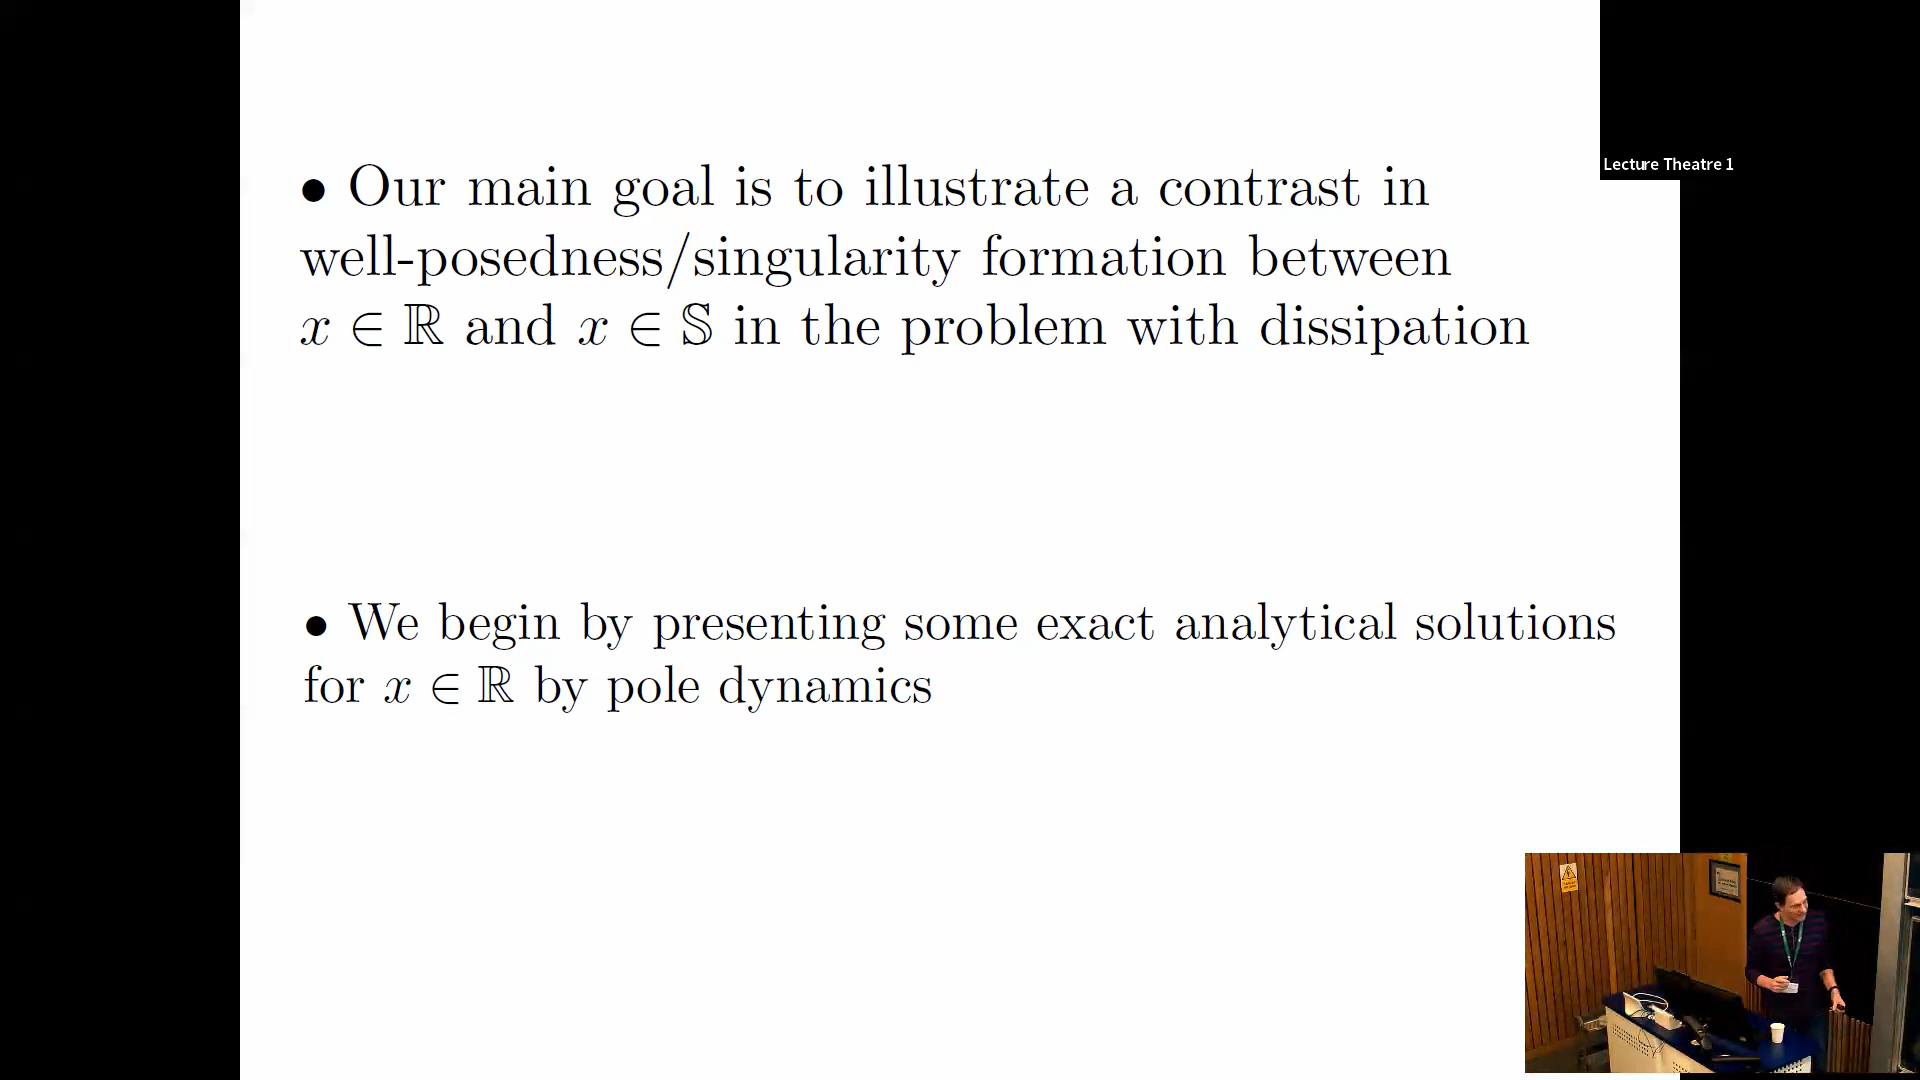 • Our main goal is to illustrate a contrast in
well-posedness/singularity formation between
x ∈ ℝ and x ∈ 𝕊 in the problem with dissipation
• We begin by presenting some exact analytical solutions
for x ∈ ℝ by pole dynamics
Lecture Theatre 1